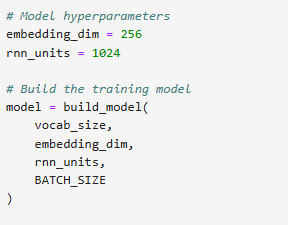 # Model hyperparameters
embedding_dim = 256
rnn_units = 1024
# Build the training model
model = build_model(
    vocab_size,
    embedding_dim,
    rnn_units,
    BATCH_SIZE
)